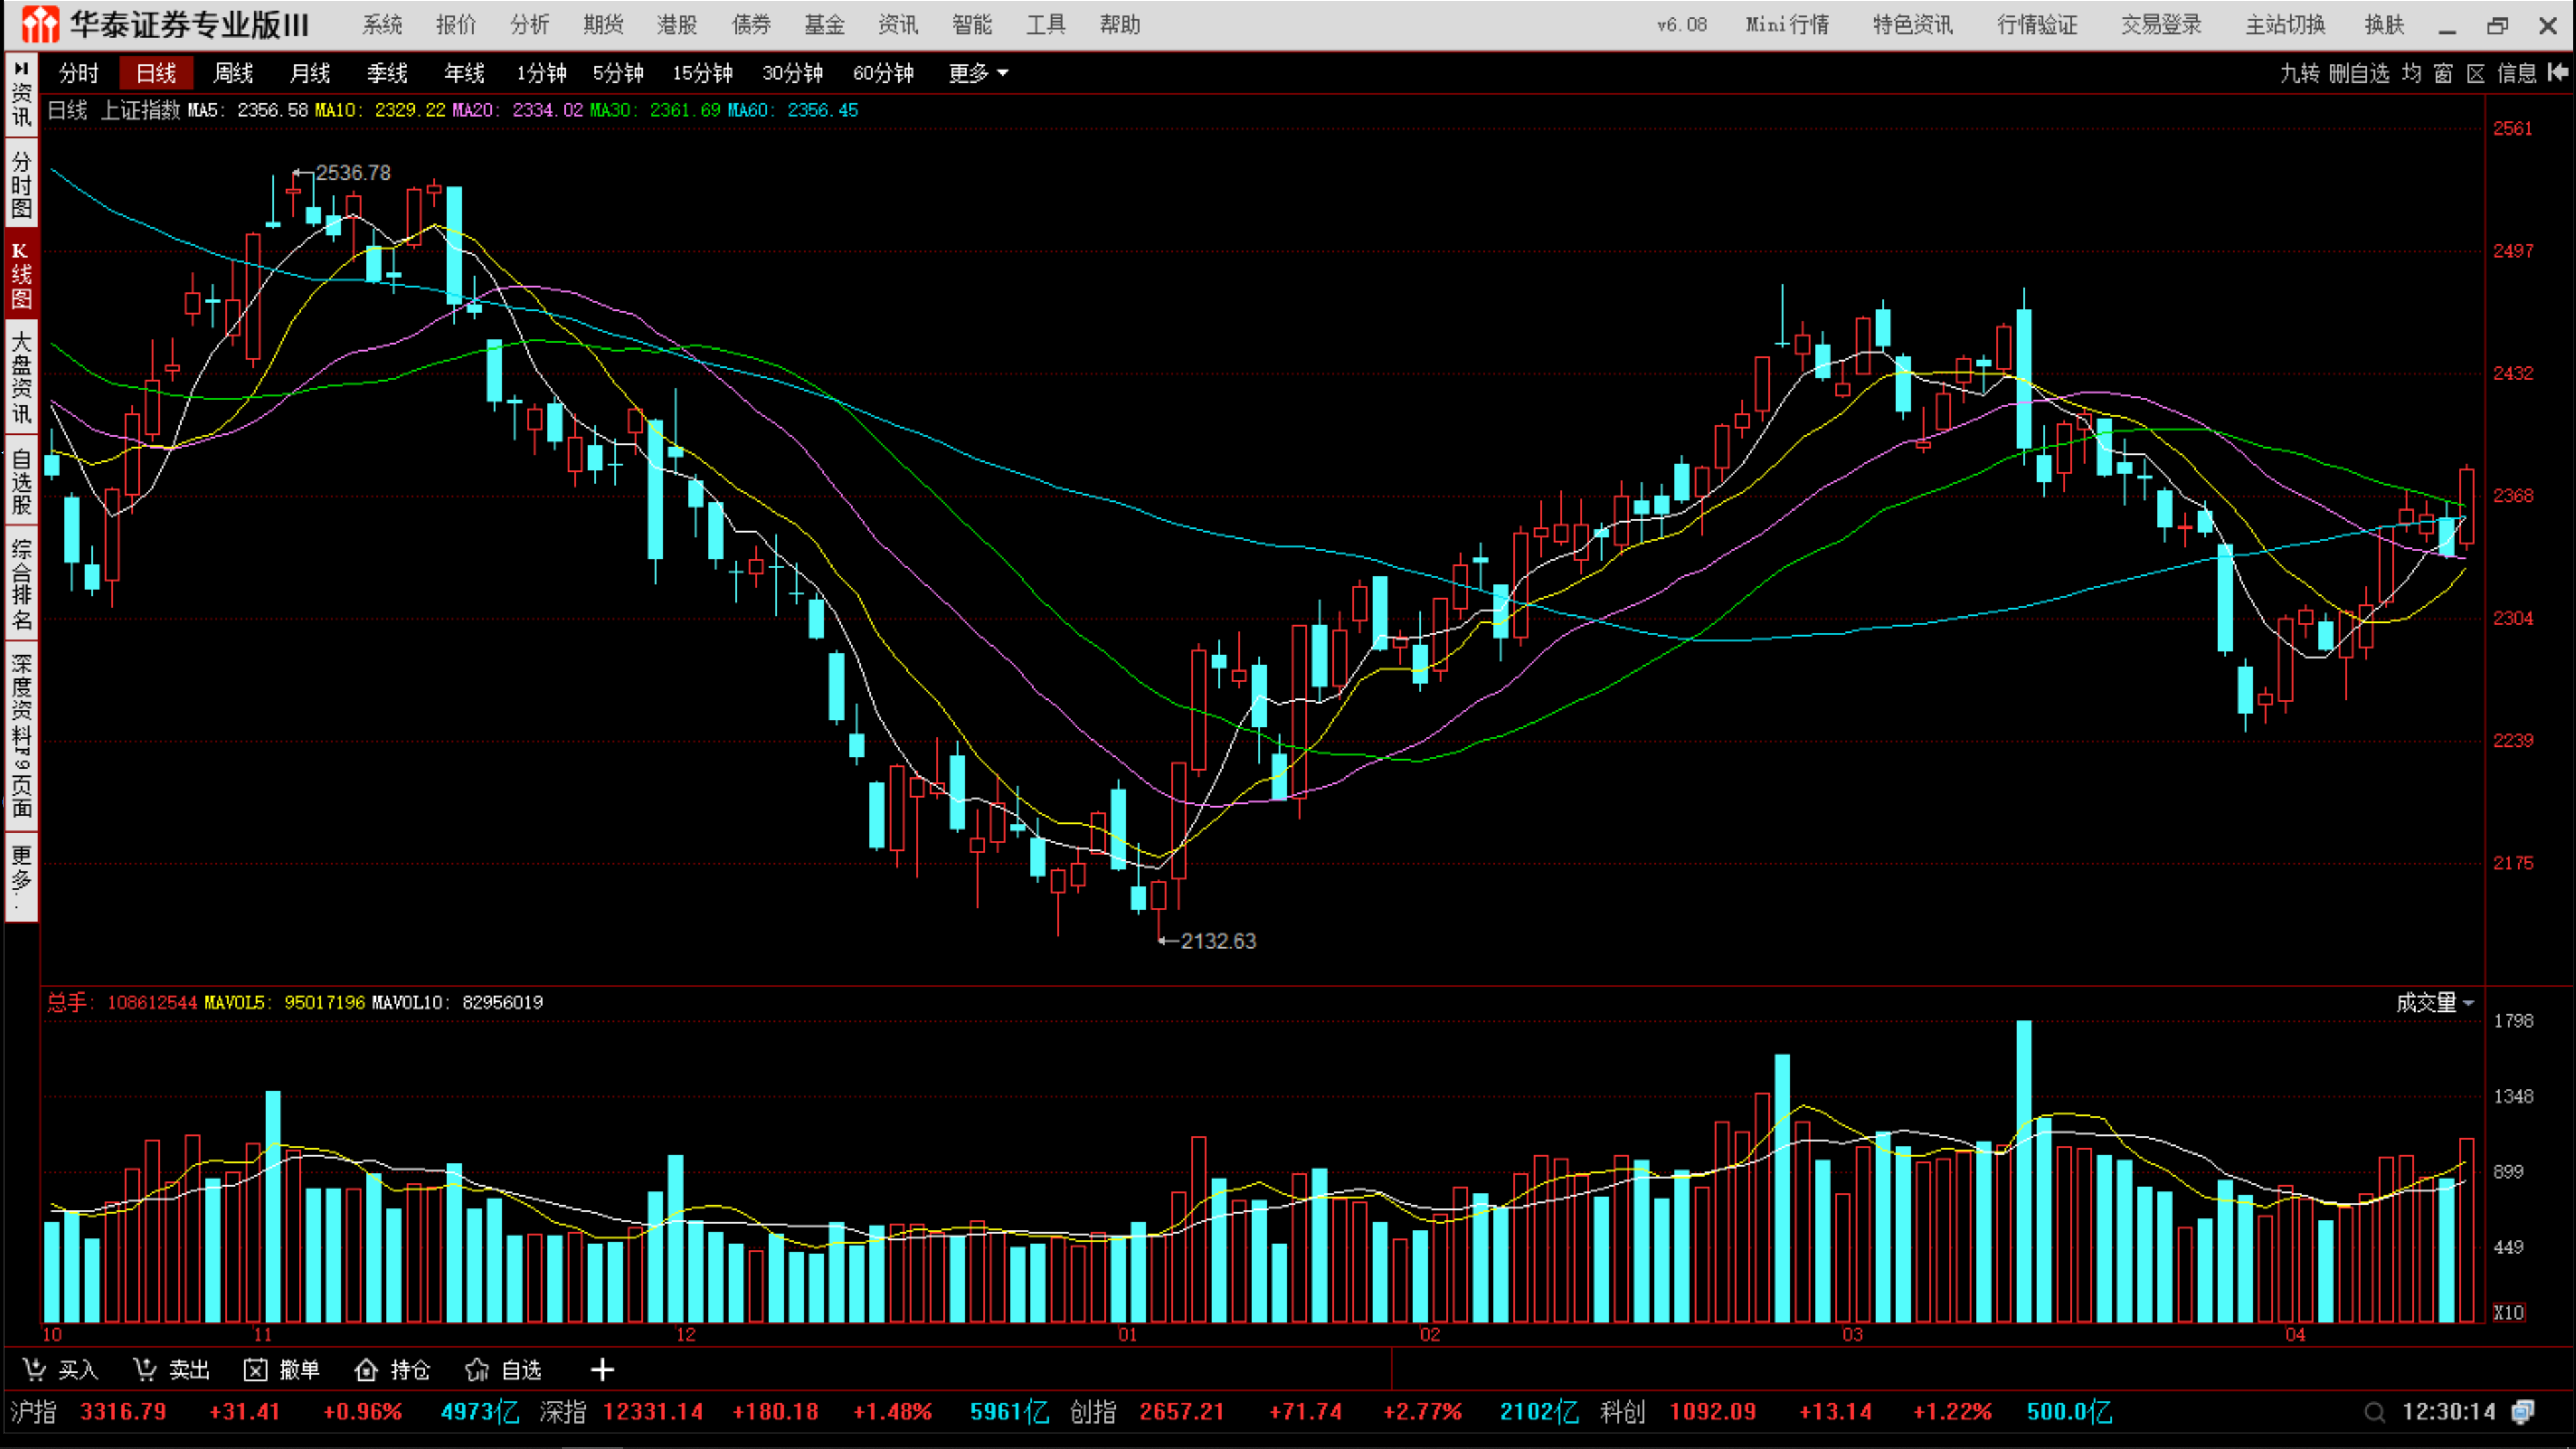 华泰证券专业版III 系统 报价 分析 期货 港股 债券 基金 资讯 智能 工具 帮助 v6.08 Mini行情 特色资讯 行情验证 交易登录 主站切换 换肤
分时 日线 周线 月线 季线 年线 1分钟 5分钟 15分钟 30分钟 60分钟 更多 九转 删自选 均 窗 区 信息
日线 上证指数 MA5: 2356.58 MA10: 2329.22 MA20: 2334.02 MA30: 2361.69 MA60: 2356.45
资讯
分时图
K线图
大盘资讯
自选股
综合排名
深度资料F9页面
更多..
2536.78
2132.63
2561
2497
2432
2368
2304
2239
2175
总手: 108612544 MAVOL5: 95017196 MAVOL10: 82956019 成交量
1798
1348
899
449
X10
10 11 12 01 02 03 04
买入 卖出 撤单 持仓 自选 +
沪指 3316.79 +31.41 +0.96% 4973亿 深指 12331.14 +180.18 +1.48% 5961亿 创指 2657.21 +71.74 +2.77% 2102亿 科创 1092.09 +13.14 +1.22% 500.0亿 12:30:14